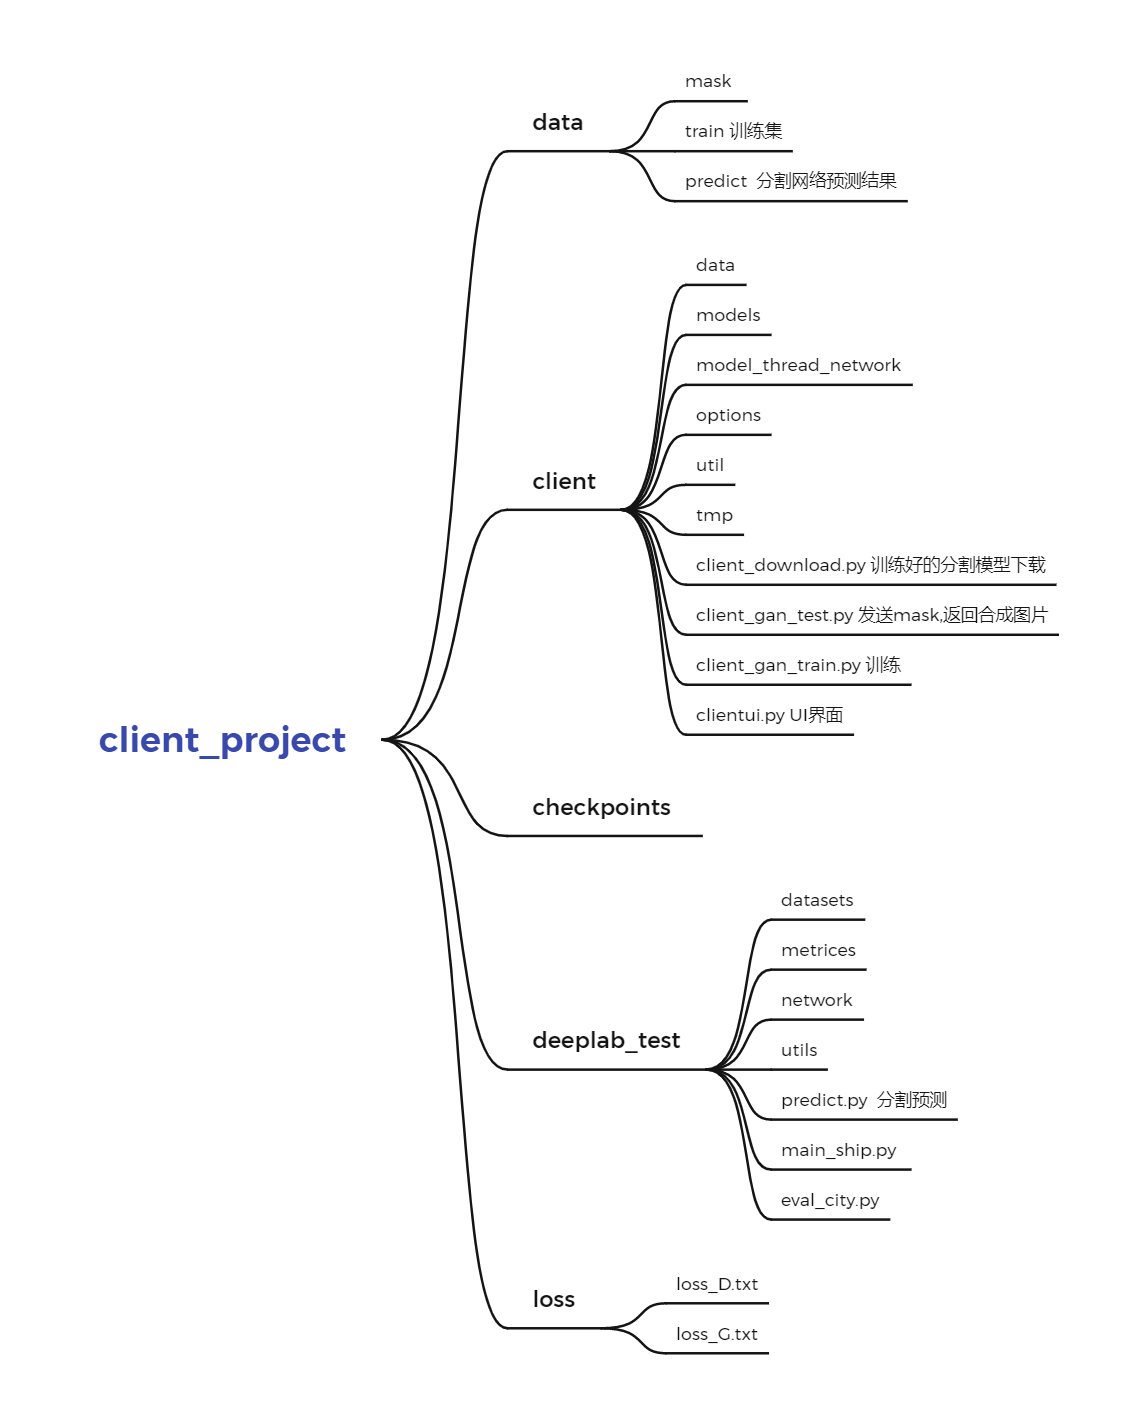 client_project
data
mask
train 训练集
predict  分割网络预测结果
client
data
models
model_thread_network
options
util
tmp
client_download.py 训练好的分割模型下载
client_gan_test.py 发送mask,返回合成图片
client_gan_train.py 训练
clientui.py UI界面
checkpoints
deeplab_test
datasets
metrices
network
utils
predict.py  分割预测
main_ship.py
eval_city.py
loss
loss_D.txt
loss_G.txt